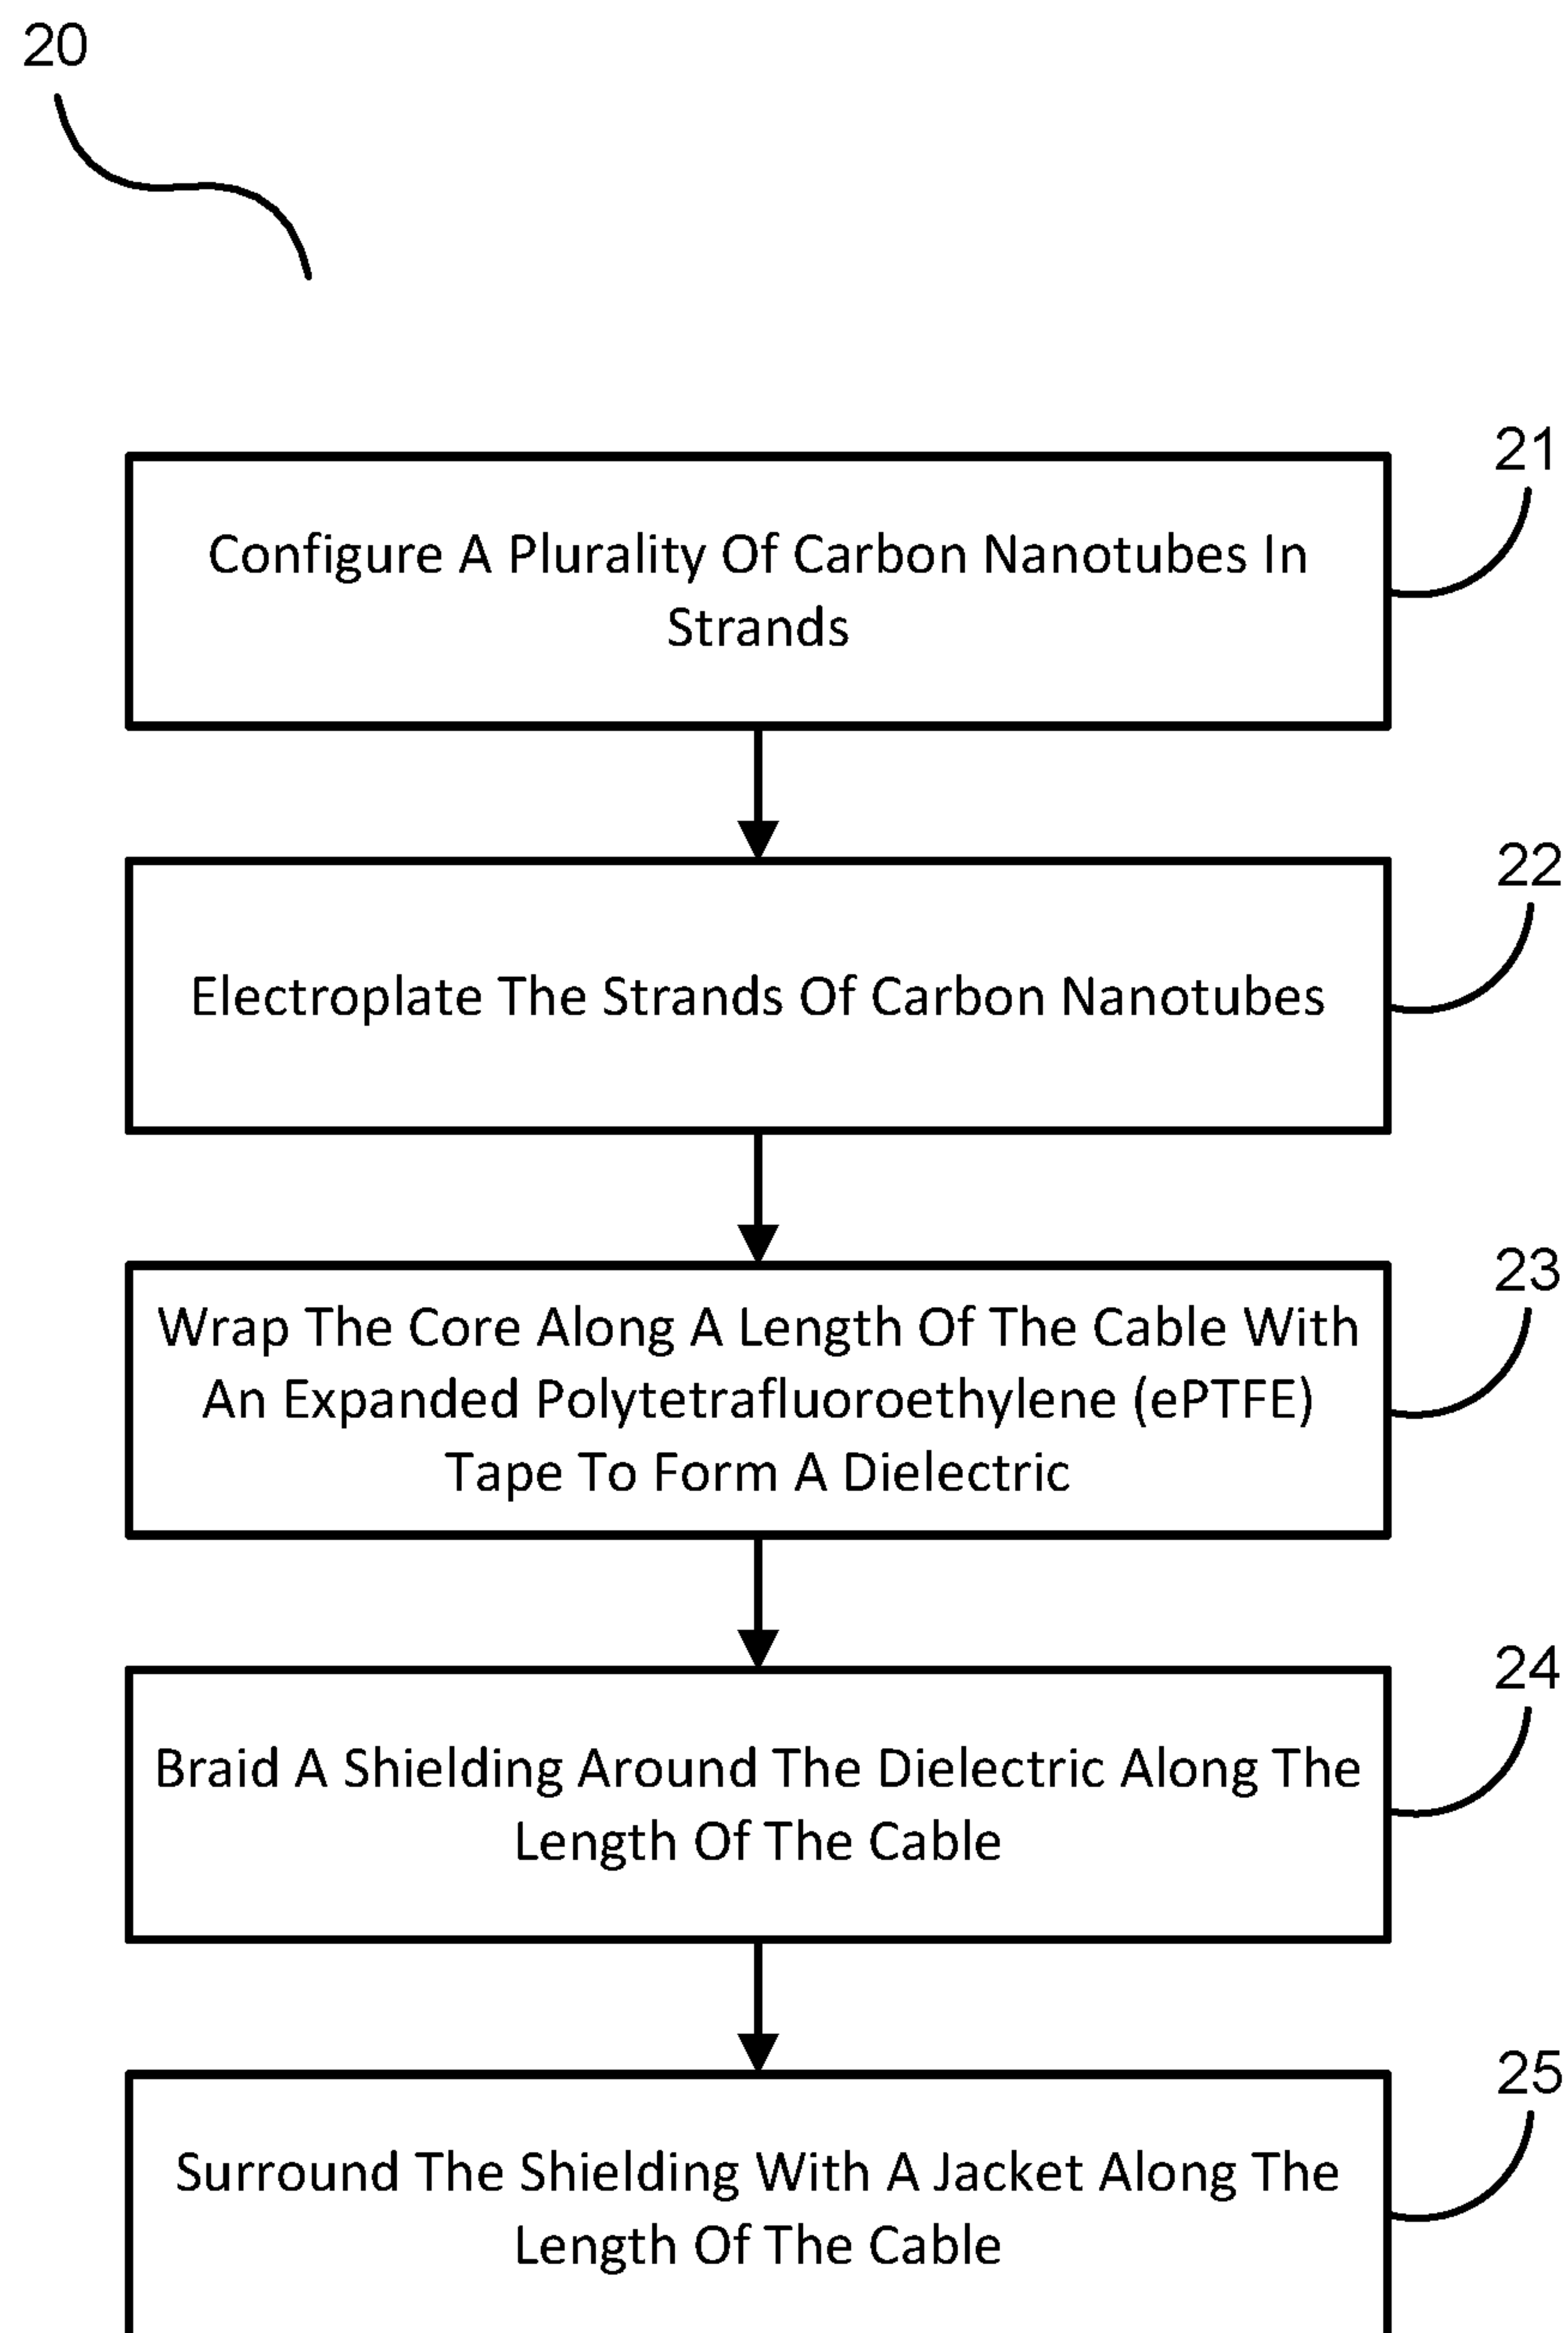 20
21
Configure A Plurality Of Carbon Nanotubes In
Strands
22
Electroplate The Strands Of Carbon Nanotubes
23
Wrap The Core Along A Length Of The Cable With
An Expanded Polytetrafluoroethylene (ePTFE)
Tape To Form A Dielectric
24
Braid A Shielding Around The Dielectric Along The
Length Of The Cable
25
Surround The Shielding With A Jacket Along The
Length Of The Cable